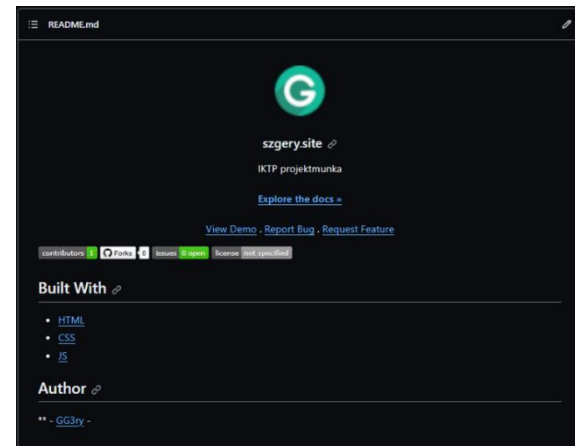 README.md
G
szgery.site
IKTP projektmunka
Explore the docs »
View Demo . Report Bug . Request Feature
contributors 1 Forks 0 issues 0 open license not specified
Built With
• HTML
• CSS
• JS
Author
** - GG3ry -